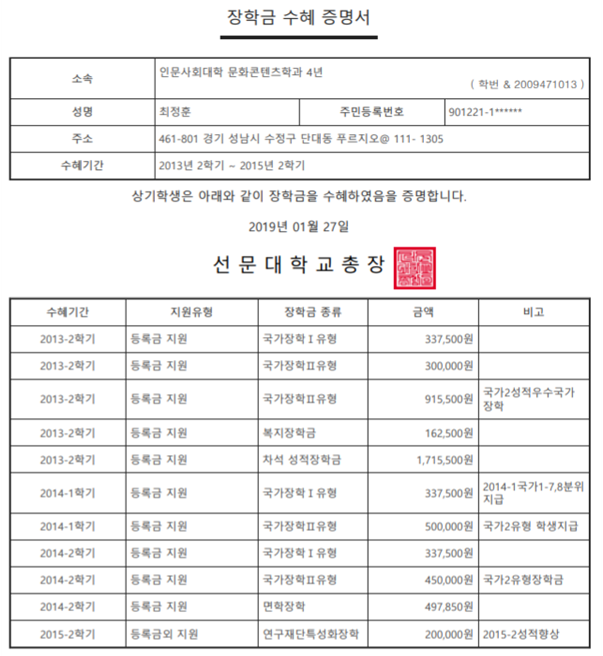 장학금 수혜 증명서
소속
인문사회대학 문화콘텐츠학과 4년
( 학번 & 2009471013 )
성명 최정훈 주민등록번호 901221-1******
주소 461-801 경기 성남시 수정구 단대동 푸르지오@ 111- 1305
수혜기간 2013년 2학기 ~ 2015년 2학기
상기학생은 아래와 같이 장학금을 수혜하였음을 증명합니다.
2019년 01월 27일
선문대학교총장
수혜기간 지원유형 장학금 종류 금액 비고
2013-2학기 등록금 지원 국가장학Ⅰ유형 337,500원
2013-2학기 등록금 지원 국가장학Ⅱ유형 300,000원
2013-2학기 등록금 지원 국가장학Ⅱ유형 915,500원 국가2성적우수국가
장학
2013-2학기 등록금 지원 복지장학금 162,500원
2013-2학기 등록금 지원 차석 성적장학금 1,715,500원
2014-1학기 등록금 지원 국가장학Ⅰ유형 337,500원 2014-1국가1-7,8분위
지급
2014-1학기 등록금 지원 국가장학Ⅱ유형 500,000원 국가2유형 학생지급
2014-2학기 등록금 지원 국가장학Ⅰ유형 337,500원
2014-2학기 등록금 지원 국가장학Ⅱ유형 450,000원 국가2유형장학금
2014-2학기 등록금 지원 면학장학 497,850원
2015-2학기 등록금외 지원 연구재단특성화장학 200,000원 2015-2성적향상